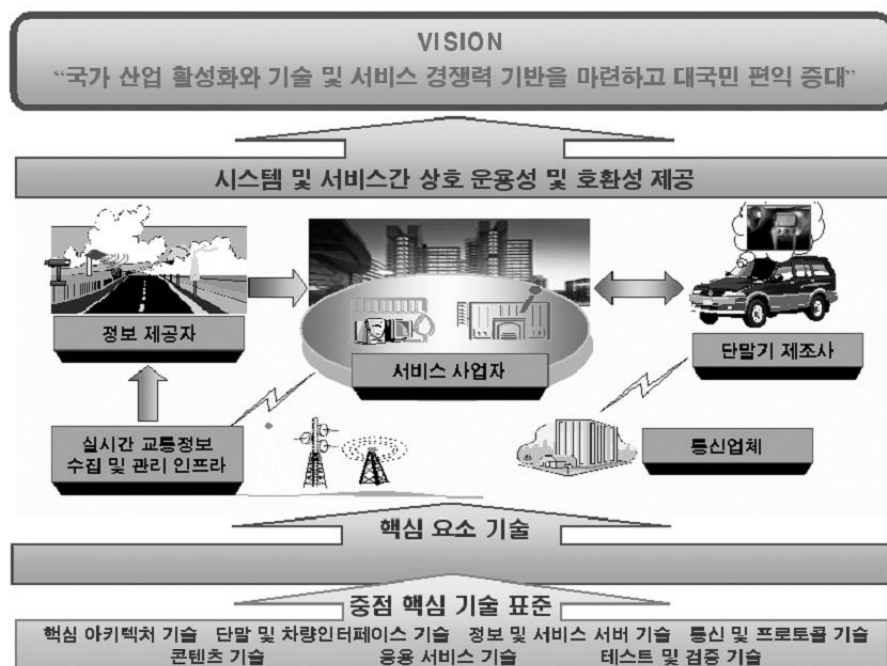 VISION
“국가 산업 활성화와 기술 및 서비스 경쟁력 기반을 마련하고 대국민 편익 증대”
시스템 및 서비스간 상호 운용성 및 호환성 제공
정보 제공자
서비스 사업자
단말기 제조사
실시간 교통정보
수집 및 관리 인프라
통신업체
핵심 요소 기술
중점 핵심 기술 표준
핵심 아키텍처 기술 단말 및 차량인터페이스 기술 정보 및 서비스 서버 기술 통신 및 프로토콜 기술
콘텐츠 기술 응용 서비스 기술 테스트 및 검증 기술